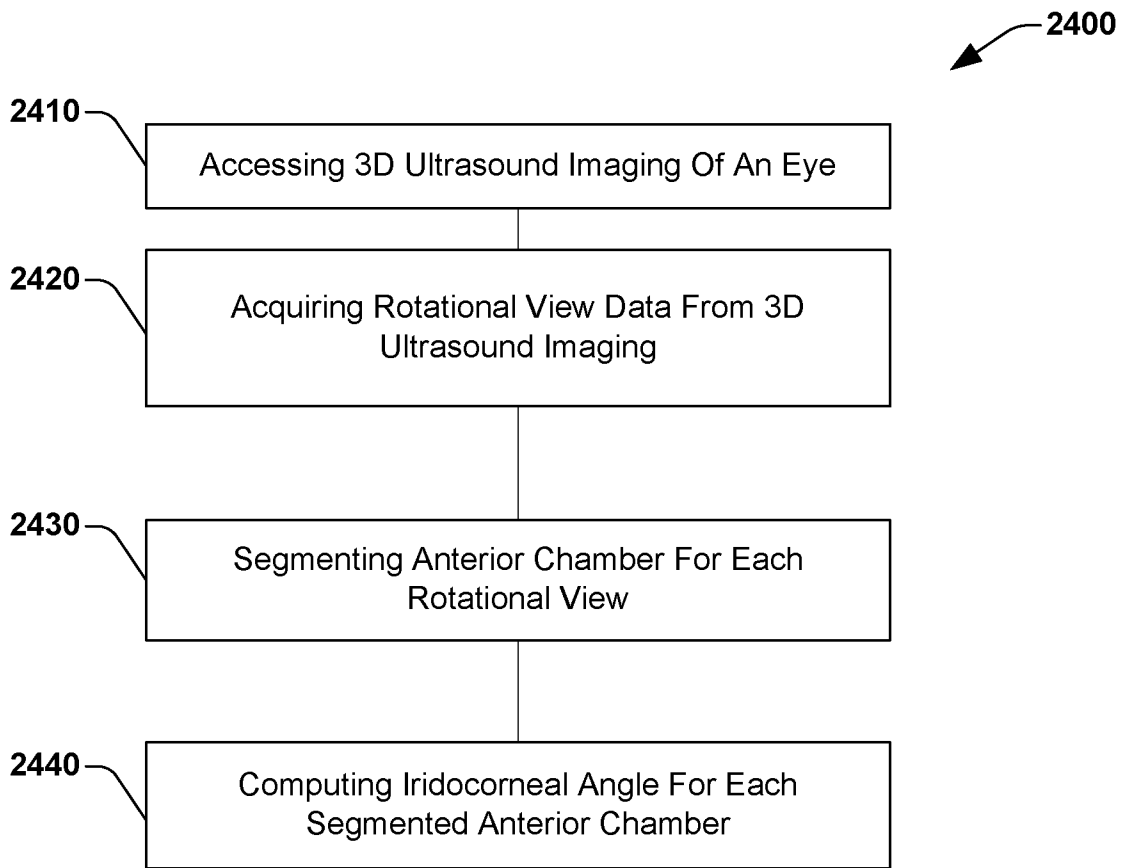 2400
2410
Accessing 3D Ultrasound Imaging Of An Eye
2420
Acquiring Rotational View Data From 3D
Ultrasound Imaging
2430
Segmenting Anterior Chamber For Each
Rotational View
2440
Computing Iridocorneal Angle For Each
Segmented Anterior Chamber